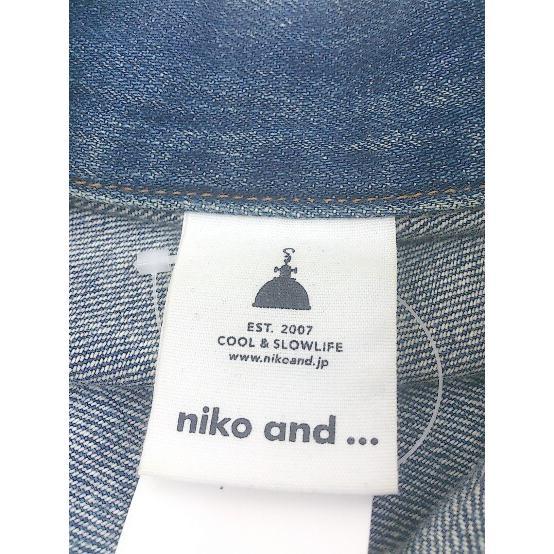 EST. 2007
COOL & SLOWLIFE
www.nikoand.jp
niko and ...